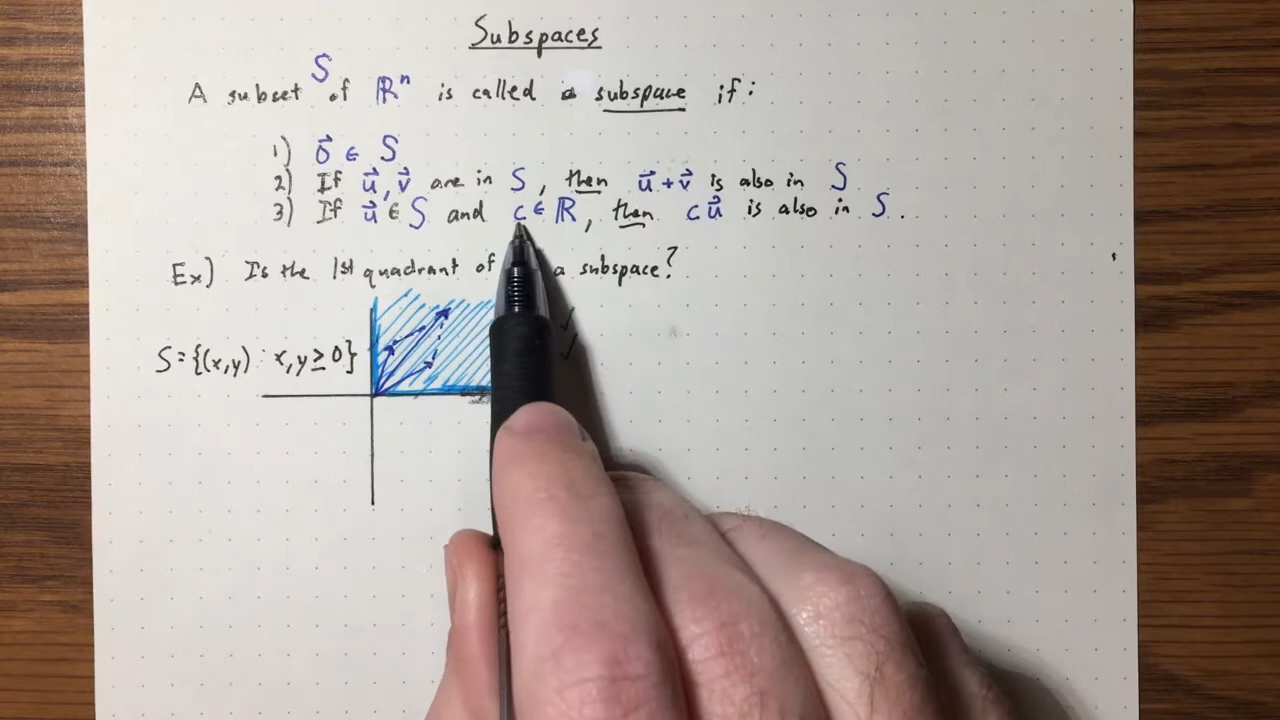 Subspaces
A subset S of ℝⁿ is called a subspace if:
1) 0⃗ ∈ S
2) If u⃗, v⃗ are in S, then u⃗+v⃗ is also in S
3) If u⃗ ∈ S and c ∈ ℝ, then cu⃗ is also in S.
Ex) Is the 1st quadrant of a subspace?
S={(x,y) : x,y ≥ 0}
✓
✓